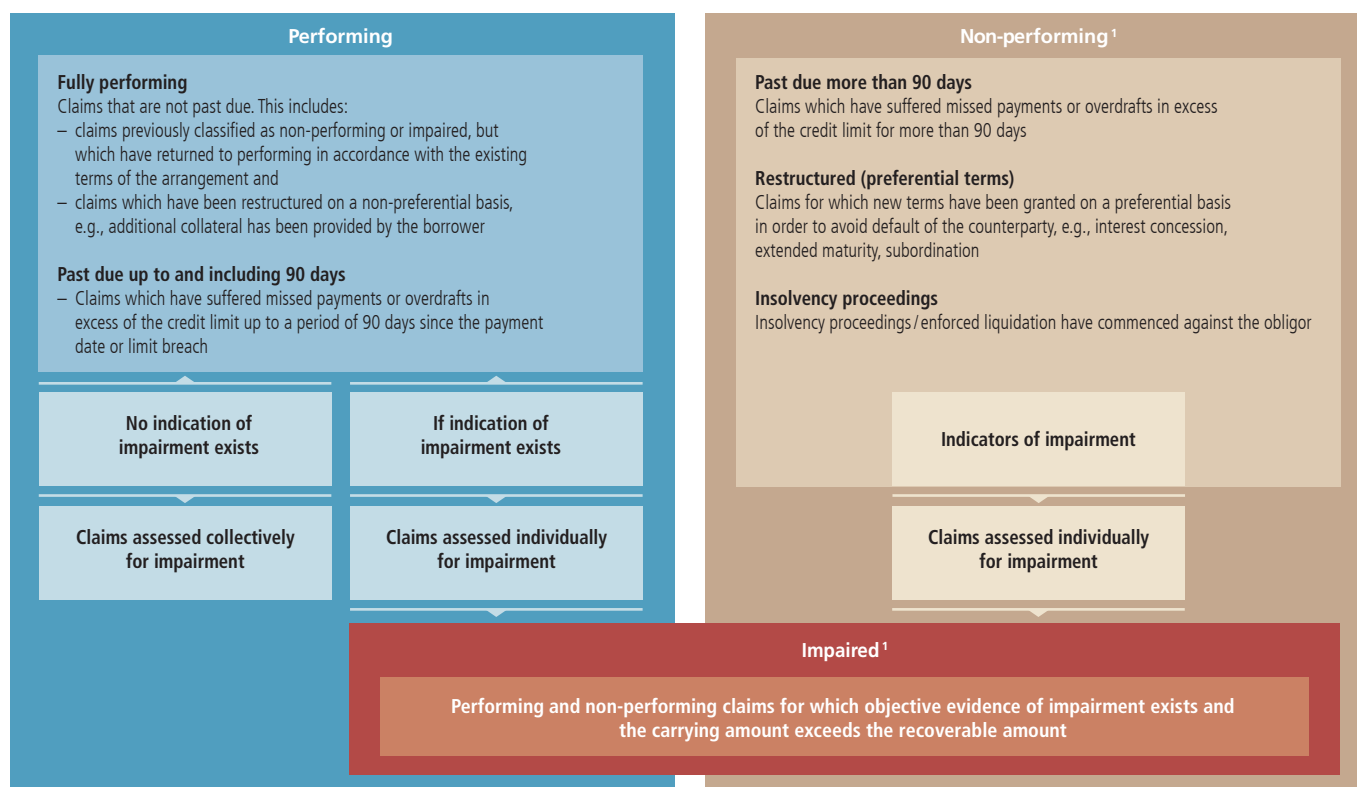 Performing
Fully performing
Claims that are not past due. This includes:
– claims previously classified as non-performing or impaired, but
which have returned to performing in accordance with the existing
terms of the arrangement and
– claims which have been restructured on a non-preferential basis,
e.g., additional collateral has been provided by the borrower
Past due up to and including 90 days
– Claims which have suffered missed payments or overdrafts in
excess of the credit limit up to a period of 90 days since the payment
date or limit breach
No indication of
impairment exists
If indication of
impairment exists
Claims assessed collectively
for impairment
Claims assessed individually
for impairment
Non-performing¹
Past due more than 90 days
Claims which have suffered missed payments or overdrafts in excess
of the credit limit for more than 90 days
Restructured (preferential terms)
Claims for which new terms have been granted on a preferential basis
in order to avoid default of the counterparty, e.g., interest concession,
extended maturity, subordination
Insolvency proceedings
Insolvency proceedings / enforced liquidation have commenced against the obligor
Indicators of impairment
Claims assessed individually
for impairment
Impaired¹
Performing and non-performing claims for which objective evidence of impairment exists and
the carrying amount exceeds the recoverable amount